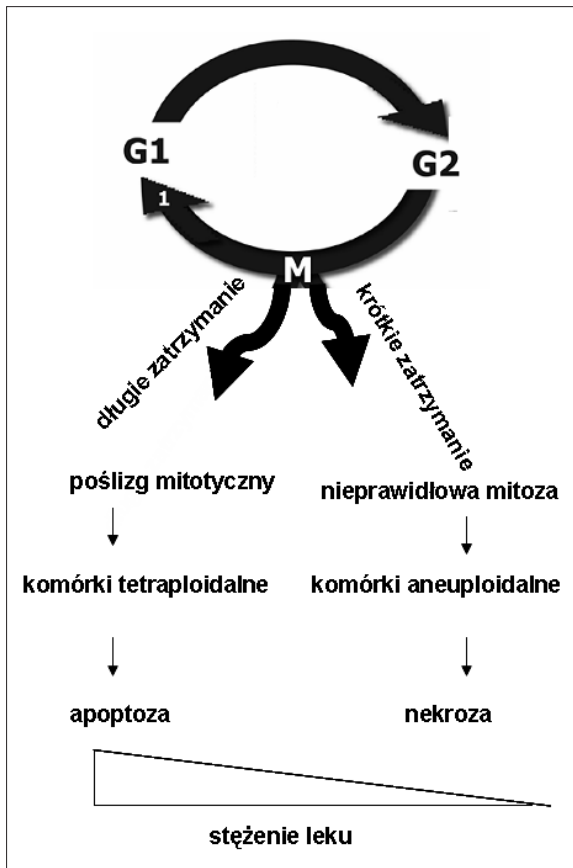 G1
G2
1
M
długie zatrzymanie
krótkie zatrzymanie
poślizg mitotyczny
nieprawidłowa mitoza
komórki tetraploidalne
komórki aneuploidalne
apoptoza
nekroza
stężenie leku